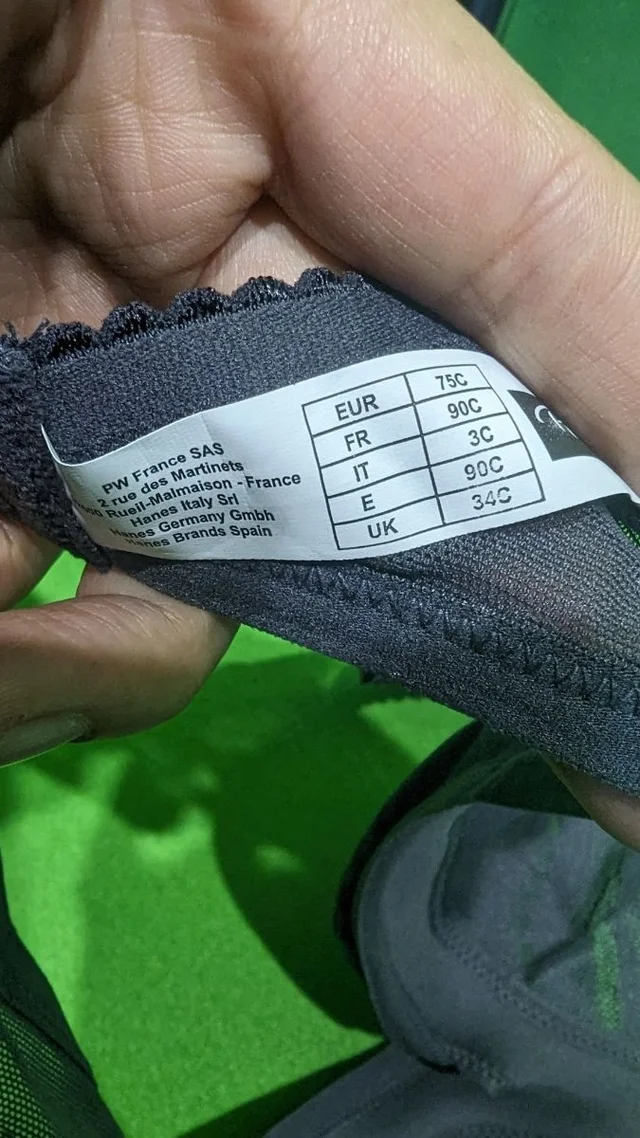 PW France SAS
2 rue des Martinets
Rueil-Malmaison - France
Hanes Italy Srl
Hanes Germany Gmbh
Hanes Brands Spain
EUR 75C
FR 90C
IT 3C
E 90C
UK 34C